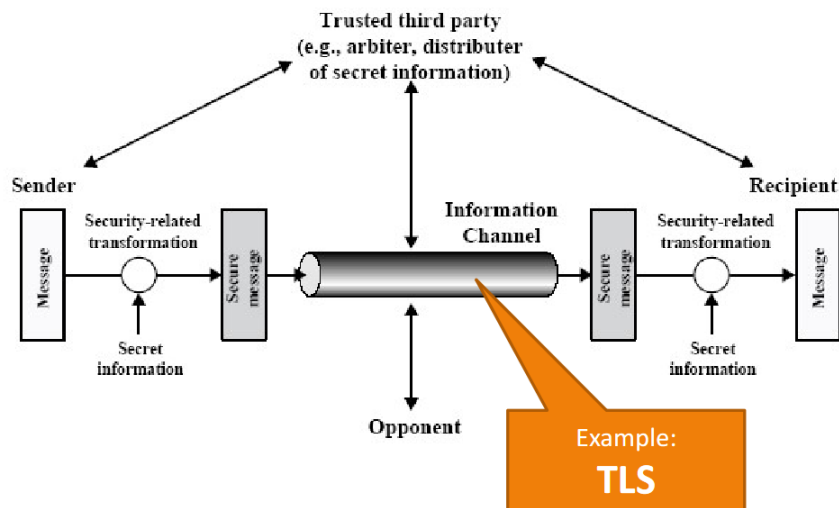 Trusted third party
(e.g., arbiter, distributer
of secret information)
Sender
Recipient
Information
Channel
Security-related
transformation
Security-related
transformation
Message
Secure
message
Secure
message
Message
Secret
information
Secret
information
Opponent
Example:
TLS